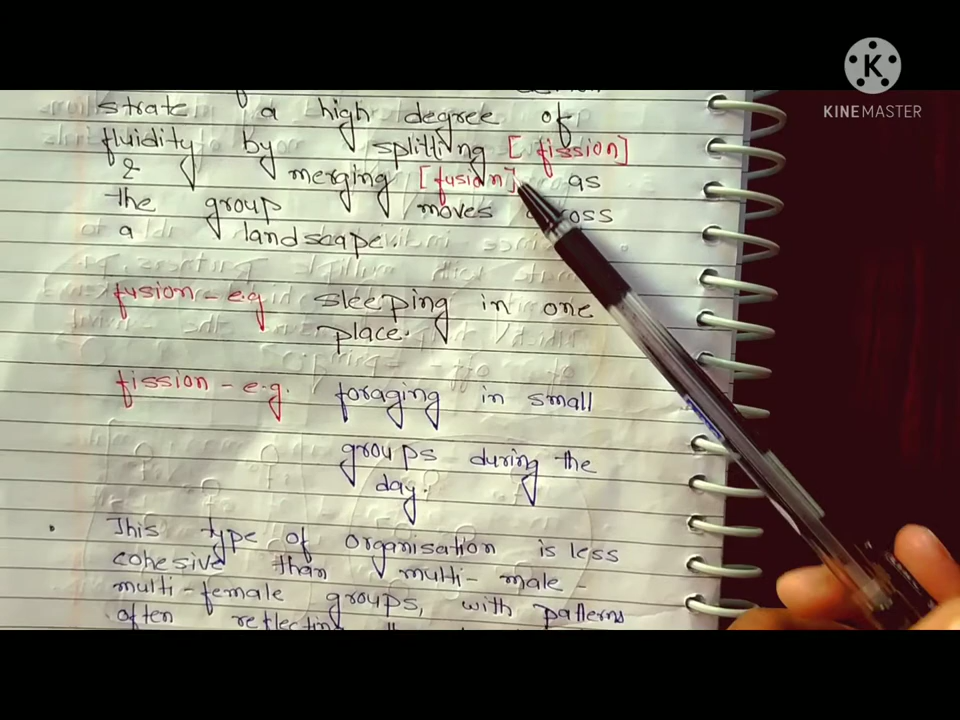 KINEMASTER
strate a high degree of
fluidity by splitting [fission]
& merging [fusion] as
the group moves across
a landscape
fusion - e.g sleeping in one
place.
fission - e.g. foraging in small
groups during the
day.
• This type of organisation is less
cohesive than multi-male -
multi-female groups, with patterns
often reflecting